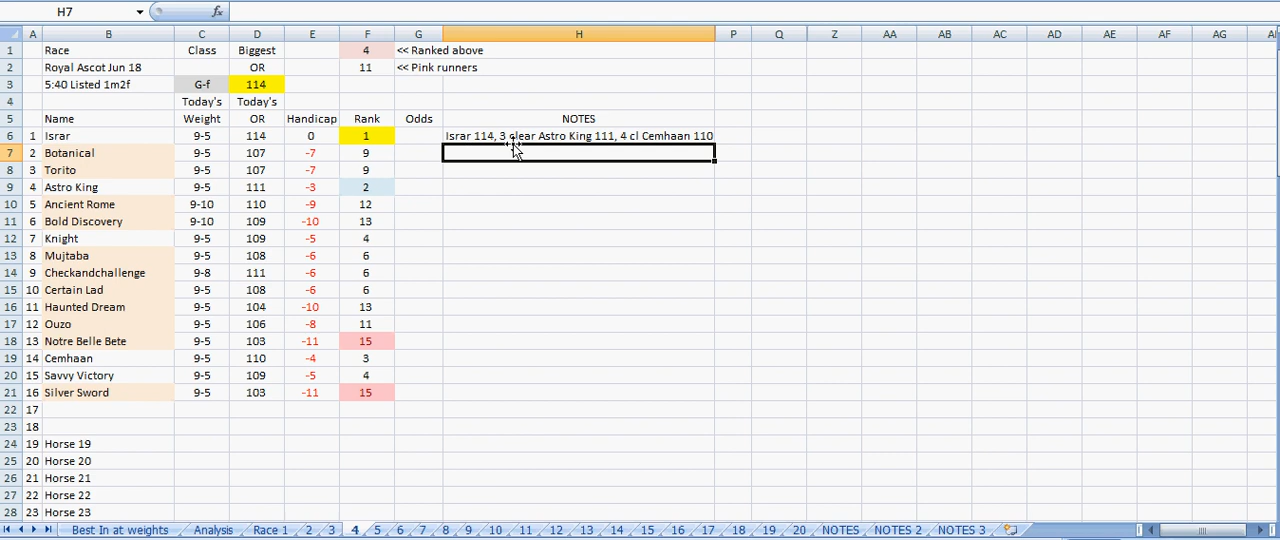 H7 fx
A B C D E F G H P Q Z AA AB AC AD AE AF AG
1 Race Class Biggest 4 << Ranked above
2 Royal Ascot Jun 18 OR 11 << Pink runners
3 5:40 Listed 1m2f G-f 114
4 Today's Today's
5 Name Weight OR Handicap Rank Odds NOTES
6 1 Israr 9-5 114 0 1 Israr 114, 3 clear Astro King 111, 4 cl Cemhaan 110
7 2 Botanical 9-5 107 -7 9
8 3 Torito 9-5 107 -7 9
9 4 Astro King 9-5 111 -3 2
10 5 Ancient Rome 9-10 110 -9 12
11 6 Bold Discovery 9-10 109 -10 13
12 7 Knight 9-5 109 -5 4
13 8 Mujtaba 9-5 108 -6 6
14 9 Checkandchallenge 9-8 111 -6 6
15 10 Certain Lad 9-5 108 -6 6
16 11 Haunted Dream 9-5 104 -10 13
17 12 Ouzo 9-5 106 -8 11
18 13 Notre Belle Bete 9-5 103 -11 15
19 14 Cemhaan 9-5 110 -4 3
20 15 Savvy Victory 9-5 109 -5 4
21 16 Silver Sword 9-5 103 -11 15
22 17
23 18
24 19 Horse 19
25 20 Horse 20
26 21 Horse 21
27 22 Horse 22
28 23 Horse 23
Best In at weights Analysis Race 1 2 3 4 5 6 7 8 9 10 11 12 13 14 15 16 17 18 19 20 NOTES NOTES 2 NOTES 3